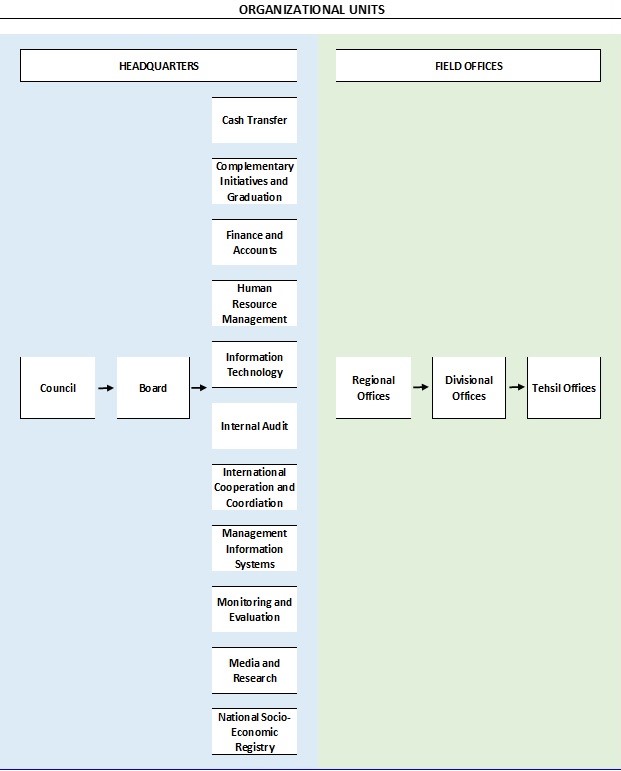 ORGANIZATIONAL UNITS
HEADQUARTERS
FIELD OFFICES
Cash Transfer
Complementary
Initiatives and
Graduation
Finance and
Accounts
Human
Resource
Management
Information
Technology
Internal Audit
International
Cooperation and
Coordiation
Management
Information
Systems
Monitoring and
Evaluation
Media and
Research
National Socio-
Economic
Registry
Council
Board
Regional
Offices
Divisional
Offices
Tehsil Offices